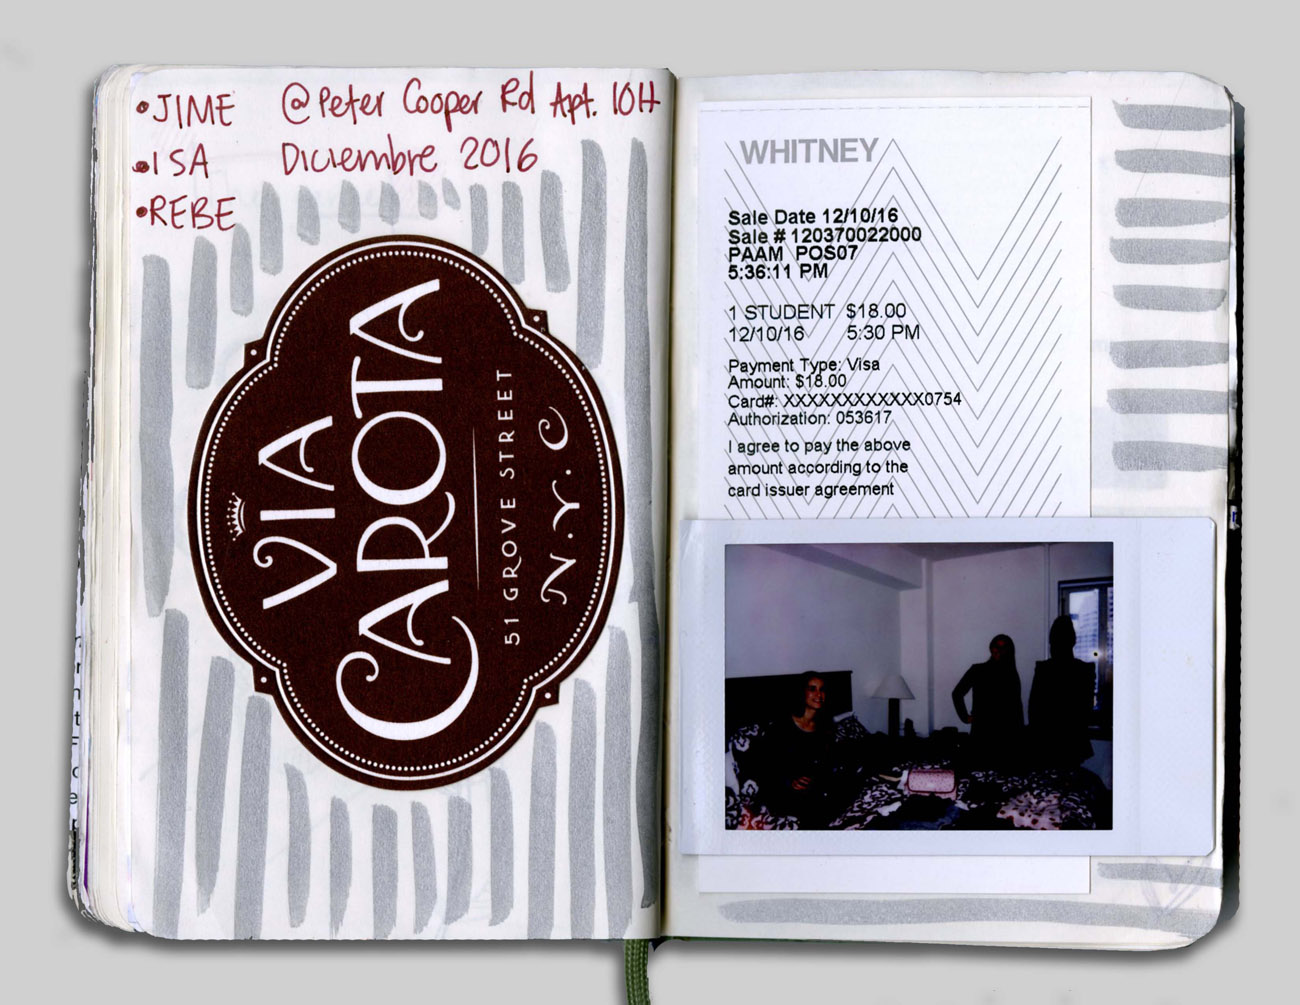 • JIME @ Peter Cooper Rd Apt. 10H
• ISA Diciembre 2016
• REBE
VIA
CAROTA
51 GROVE STREET
N.Y.C
WHITNEY
Sale Date 12/10/16
Sale # 120370022000
PAAM POS07
5:36:11 PM
1 STUDENT $18.00
12/10/16 5:30 PM
Payment Type: Visa
Amount: $18.00
Card#: XXXXXXXXXXXX0754
Authorization: 053617
I agree to pay the above
amount according to the
card issuer agreement